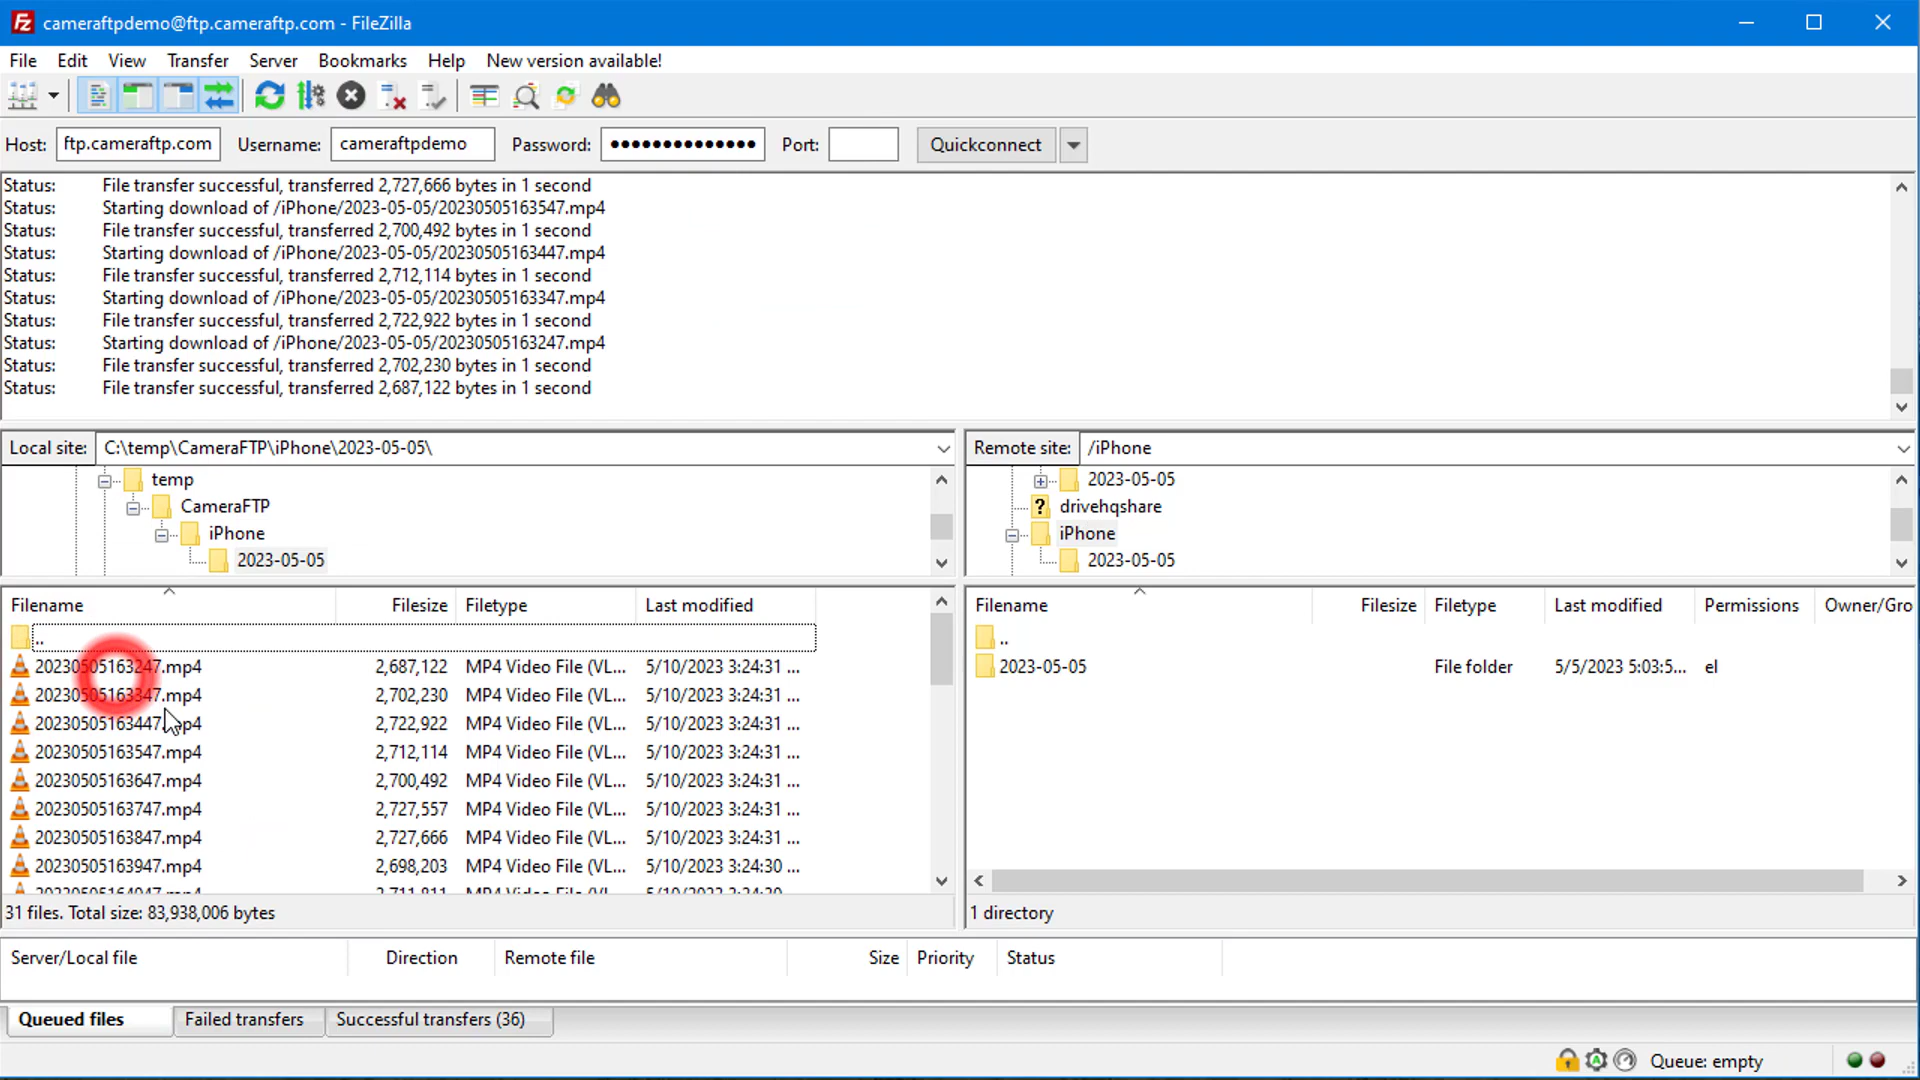 cameraftpdemo@ftp.cameraftp.com - FileZilla
File Edit View Transfer Server Bookmarks Help New version available!
Host: ftp.cameraftp.com Username: cameraftpdemo Password: ●●●●●●●●●●●●●● Port: Quickconnect
Status: File transfer successful, transferred 2,727,666 bytes in 1 second
Status: Starting download of /iPhone/2023-05-05/20230505163547.mp4
Status: File transfer successful, transferred 2,700,492 bytes in 1 second
Status: Starting download of /iPhone/2023-05-05/20230505163447.mp4
Status: File transfer successful, transferred 2,712,114 bytes in 1 second
Status: Starting download of /iPhone/2023-05-05/20230505163347.mp4
Status: File transfer successful, transferred 2,722,922 bytes in 1 second
Status: Starting download of /iPhone/2023-05-05/20230505163247.mp4
Status: File transfer successful, transferred 2,702,230 bytes in 1 second
Status: File transfer successful, transferred 2,687,122 bytes in 1 second
Local site: C:\temp\CameraFTP\iPhone\2023-05-05\
temp
CameraFTP
iPhone
2023-05-05
Remote site: /iPhone
2023-05-05
? drivehqshare
iPhone
2023-05-05
Filename Filesize Filetype Last modified
..
20230505163247.mp4 2,687,122 MP4 Video File (VL... 5/10/2023 3:24:31 ...
20230505163347.mp4 2,702,230 MP4 Video File (VL... 5/10/2023 3:24:31 ...
20230505163447.mp4 2,722,922 MP4 Video File (VL... 5/10/2023 3:24:31 ...
20230505163547.mp4 2,712,114 MP4 Video File (VL... 5/10/2023 3:24:31 ...
20230505163647.mp4 2,700,492 MP4 Video File (VL... 5/10/2023 3:24:31 ...
20230505163747.mp4 2,727,557 MP4 Video File (VL... 5/10/2023 3:24:31 ...
20230505163847.mp4 2,727,666 MP4 Video File (VL... 5/10/2023 3:24:31 ...
20230505163947.mp4 2,698,203 MP4 Video File (VL... 5/10/2023 3:24:30 ...
31 files. Total size: 83,938,006 bytes
Filename Filesize Filetype Last modified Permissions Owner/Gro
..
2023-05-05 File folder 5/5/2023 5:03:5... el
1 directory
Server/Local file Direction Remote file Size Priority Status
Queued files Failed transfers Successful transfers (36)
Queue: empty